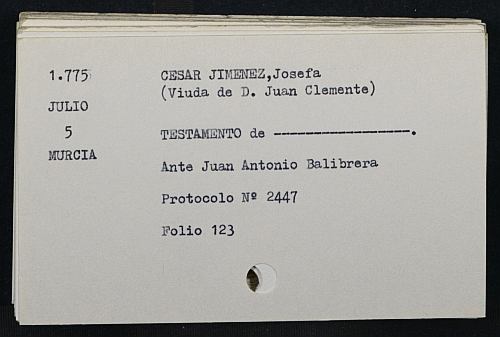 1.775 CESAR JIMENEZ,Josefa
(Viuda de D. Juan Clemente)
JULIO
5 TESTAMENTO de -----------------.
MURCIA
Ante Juan Antonio Balibrera
Protocolo Nº 2447
Folio 123